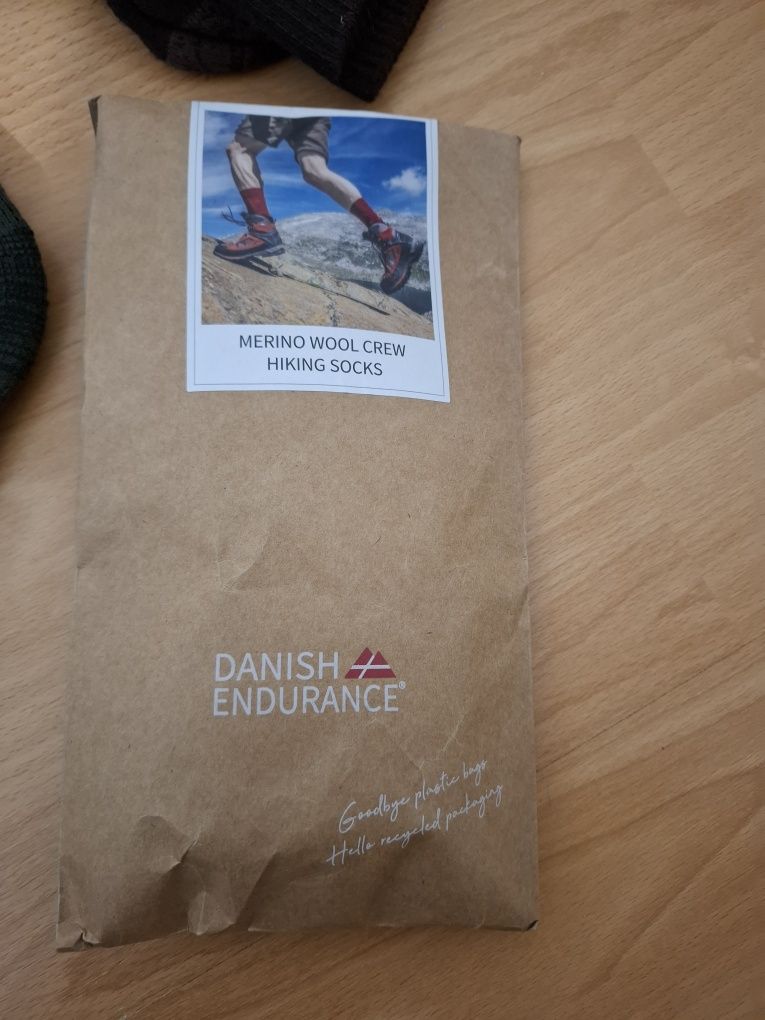 MERINO WOOL CREW
HIKING SOCKS
DANISH
ENDURANCE®
Goodbye plastic bags
Hello recycled packaging